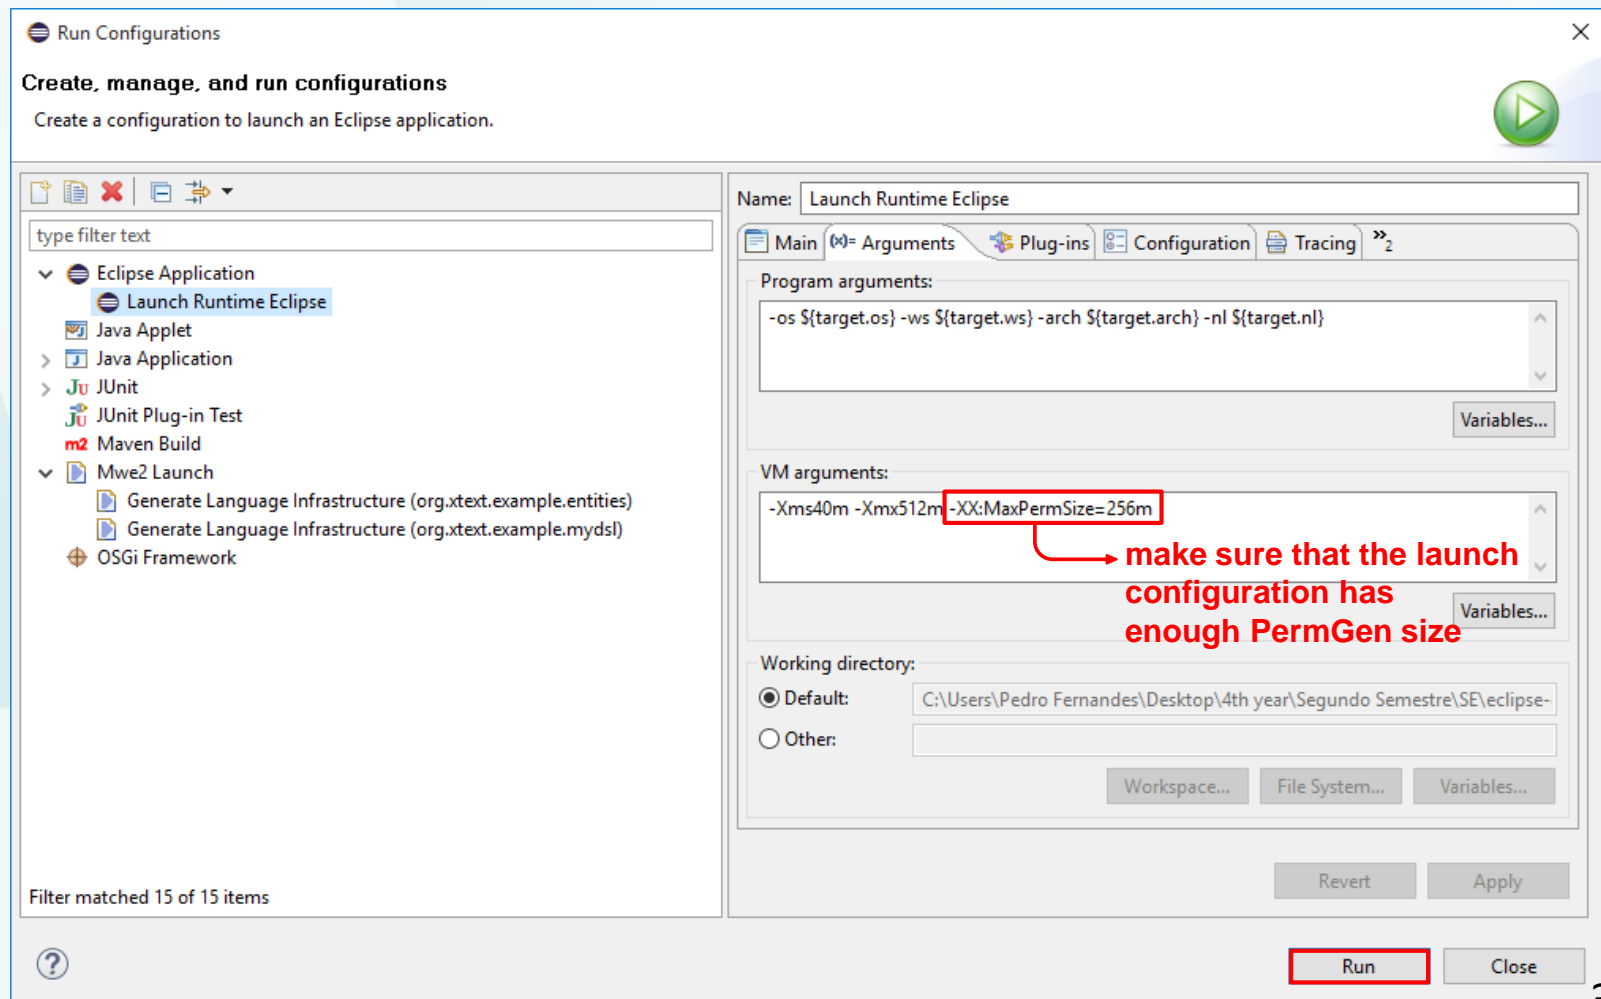 Run Configurations
Create, manage, and run configurations
Create a configuration to launch an Eclipse application.
type filter text
Eclipse Application
Launch Runtime Eclipse
Java Applet
Java Application
Ju JUnit
JU JUnit Plug-in Test
m2 Maven Build
Mwe2 Launch
Generate Language Infrastructure (org.xtext.example.entities)
Generate Language Infrastructure (org.xtext.example.mydsl)
OSGi Framework
Filter matched 15 of 15 items
Name: Launch Runtime Eclipse
Main (x)= Arguments Plug-ins Configuration Tracing »2
Program arguments:
-os ${target.os} -ws ${target.ws} -arch ${target.arch} -nl ${target.nl}
Variables...
VM arguments:
-Xms40m -Xmx512m -XX:MaxPermSize=256m
make sure that the launch
configuration has
enough PermGen size
Variables...
Working directory:
Default: C:\Users\Pedro Fernandes\Desktop\4th year\Segundo Semestre\SE\eclipse-
Other:
Workspace... File System... Variables...
Revert Apply
? Run Close